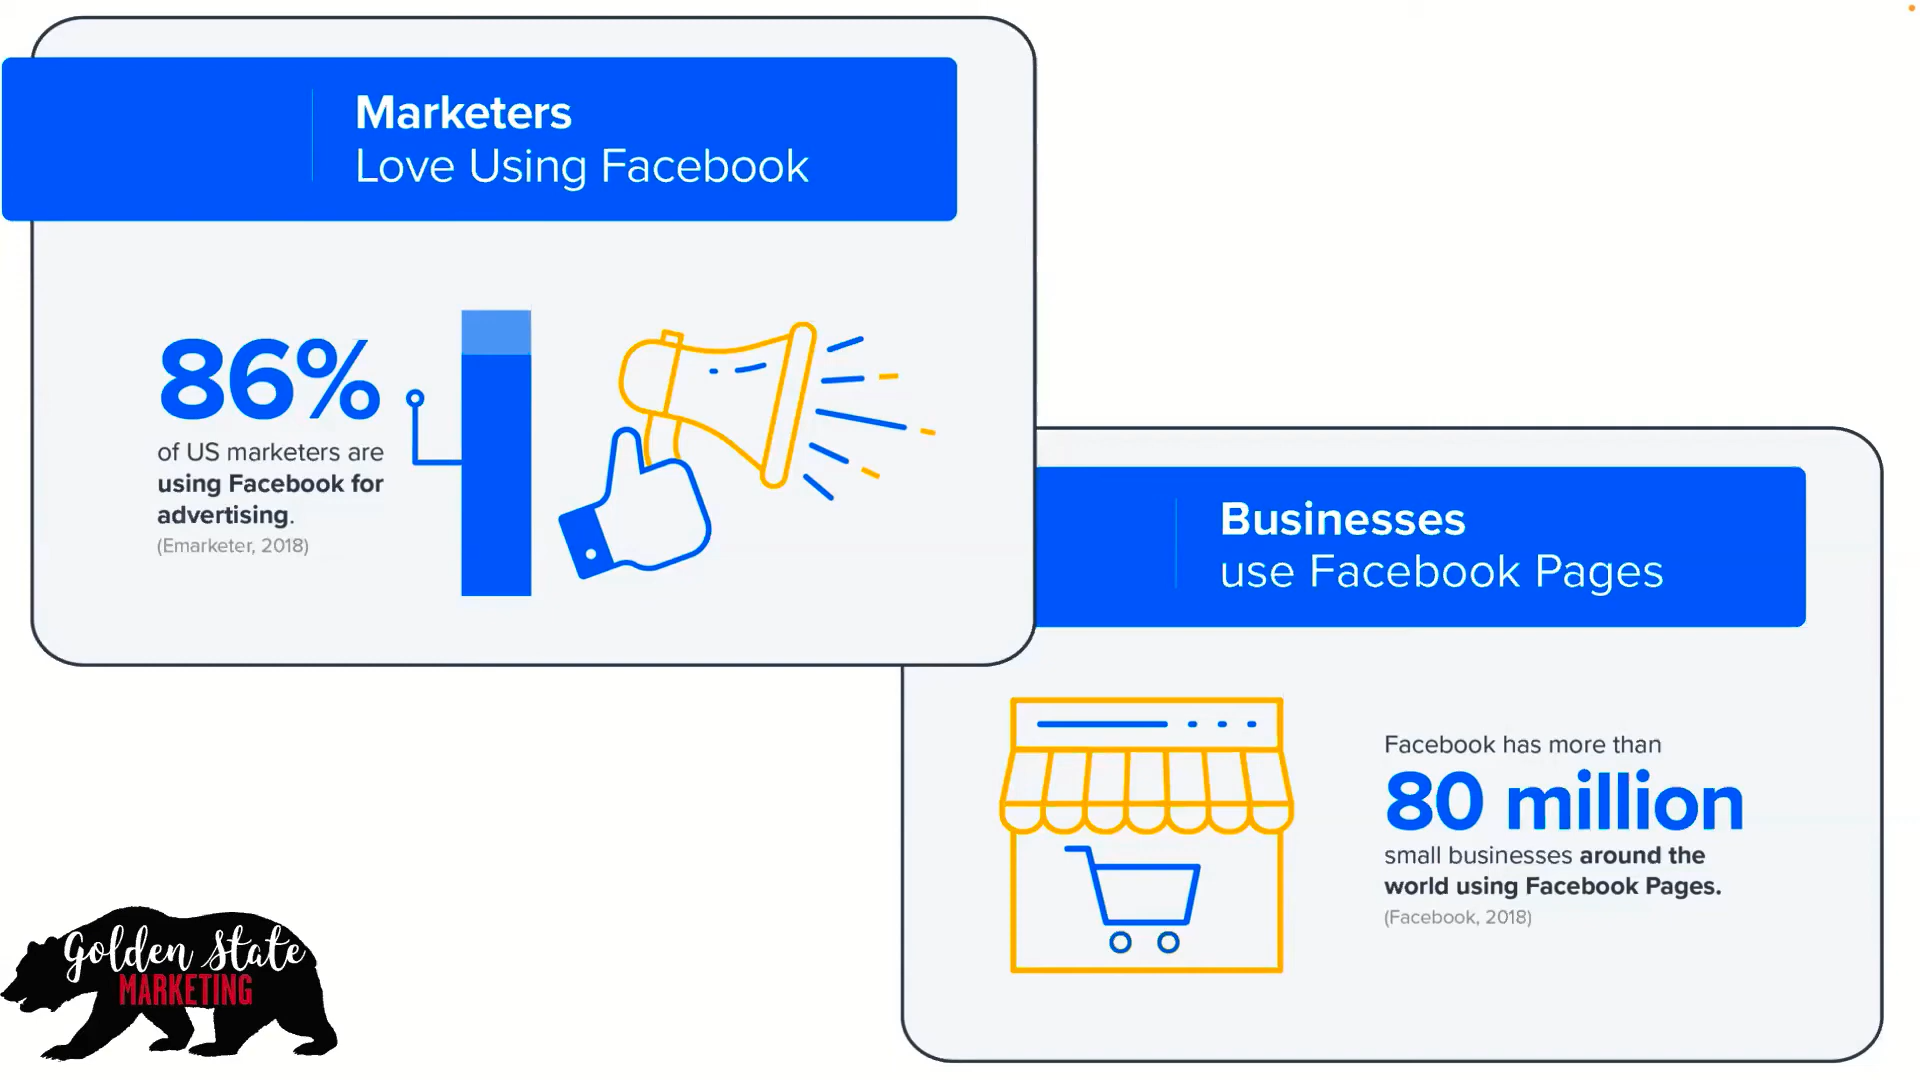 Marketers
Love Using Facebook
86%
of US marketers are
using Facebook for
advertising.
(Emarketer, 2018)
Businesses
use Facebook Pages
Facebook has more than
80 million
small businesses around the
world using Facebook Pages.
(Facebook, 2018)
Golden State
MARKETING